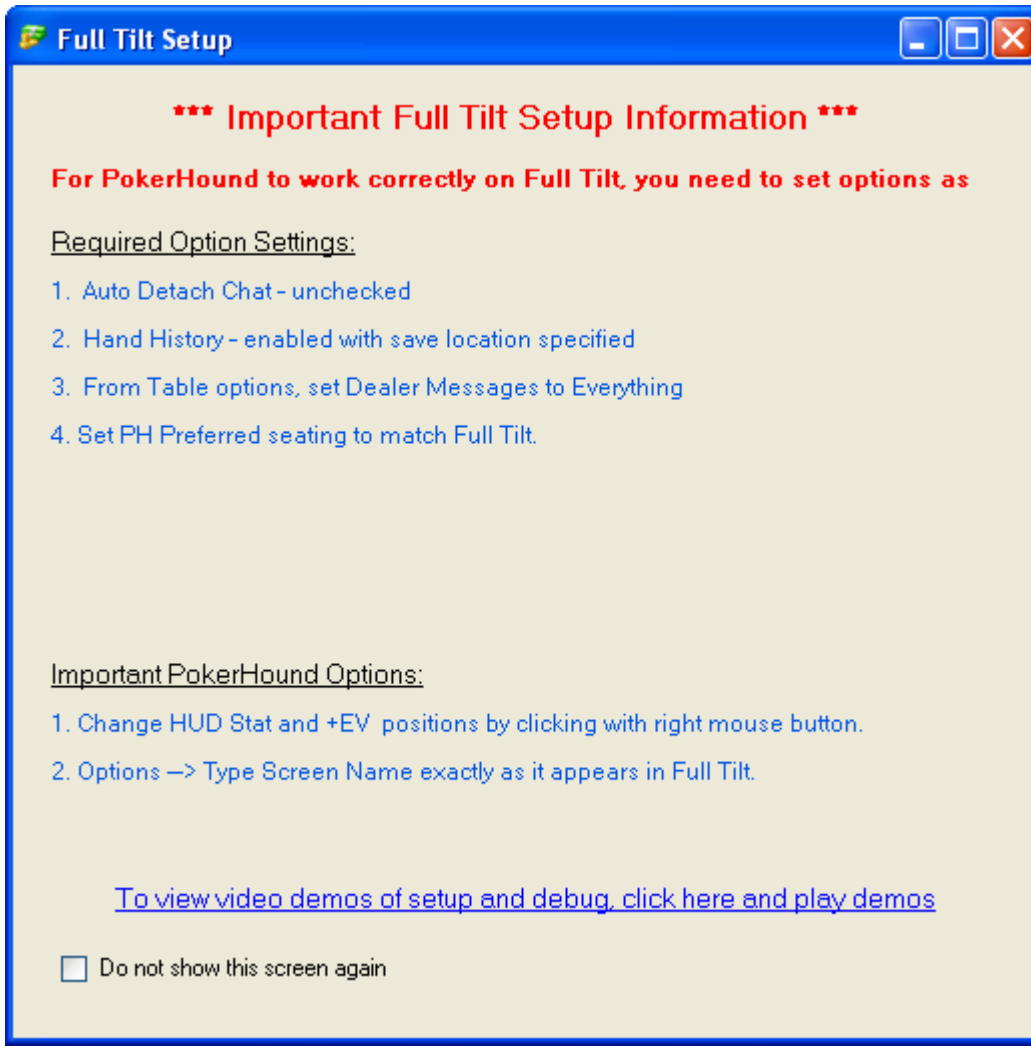 Full Tilt Setup
*** Important Full Tilt Setup Information ***
For PokerHound to work correctly on Full Tilt, you need to set options as
Required Option Settings:
1. Auto Detach Chat - unchecked
2. Hand History - enabled with save location specified
3. From Table options, set Dealer Messages to Everything
4. Set PH Preferred seating to match Full Tilt.
Important PokerHound Options:
1. Change HUD Stat and +EV positions by clicking with right mouse button.
2. Options --> Type Screen Name exactly as it appears in Full Tilt.
To view video demos of setup and debug, click here and play demos
Do not show this screen again